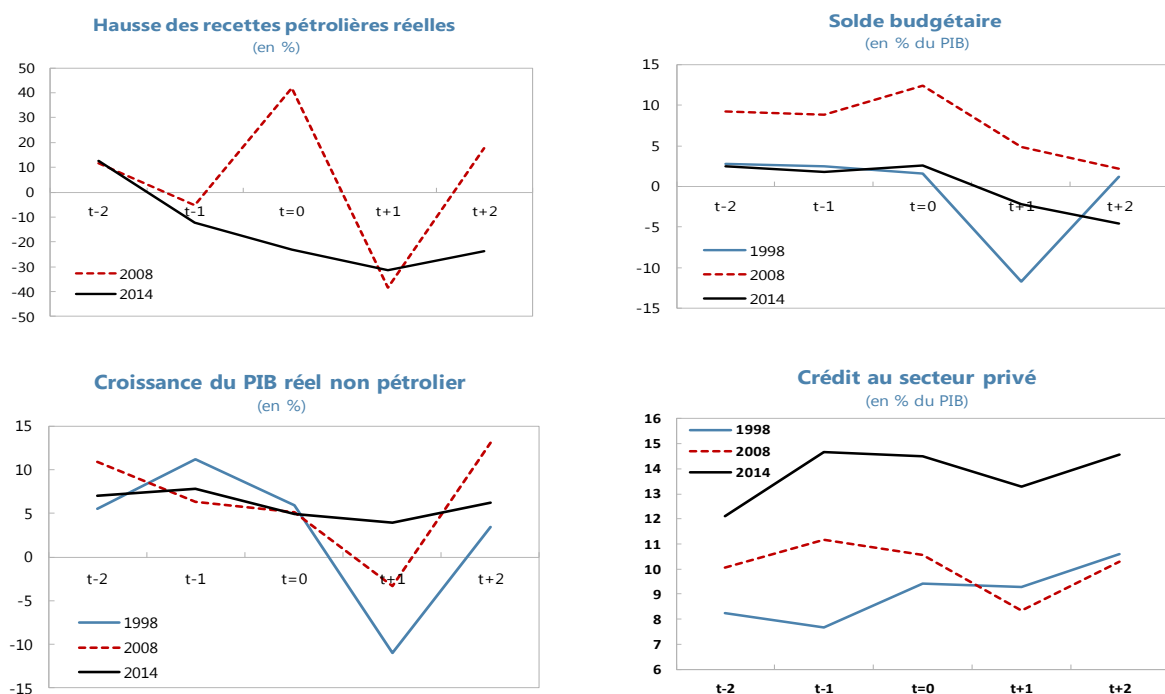 Hausse des recettes pétrolières réelles
(en %)
50
40
30
20
10
0
-10
-20
-30
-40
-50
t-2
t-1
t=0
t+1
t+2
2008
2014
Solde budgétaire
(en % du PIB)
15
10
5
0
-5
-10
-15
t-2
t-1
t=0
t+1
t+2
1998
2008
2014
Croissance du PIB réel non pétrolier
(en %)
15
10
5
0
-5
-10
-15
t-2
t-1
t=0
t+1
t+2
1998
2008
2014
Crédit au secteur privé
(en % du PIB)
16
15
14
13
12
11
10
9
8
7
6
1998
2008
2014
t-2
t-1
t=0
t+1
t+2